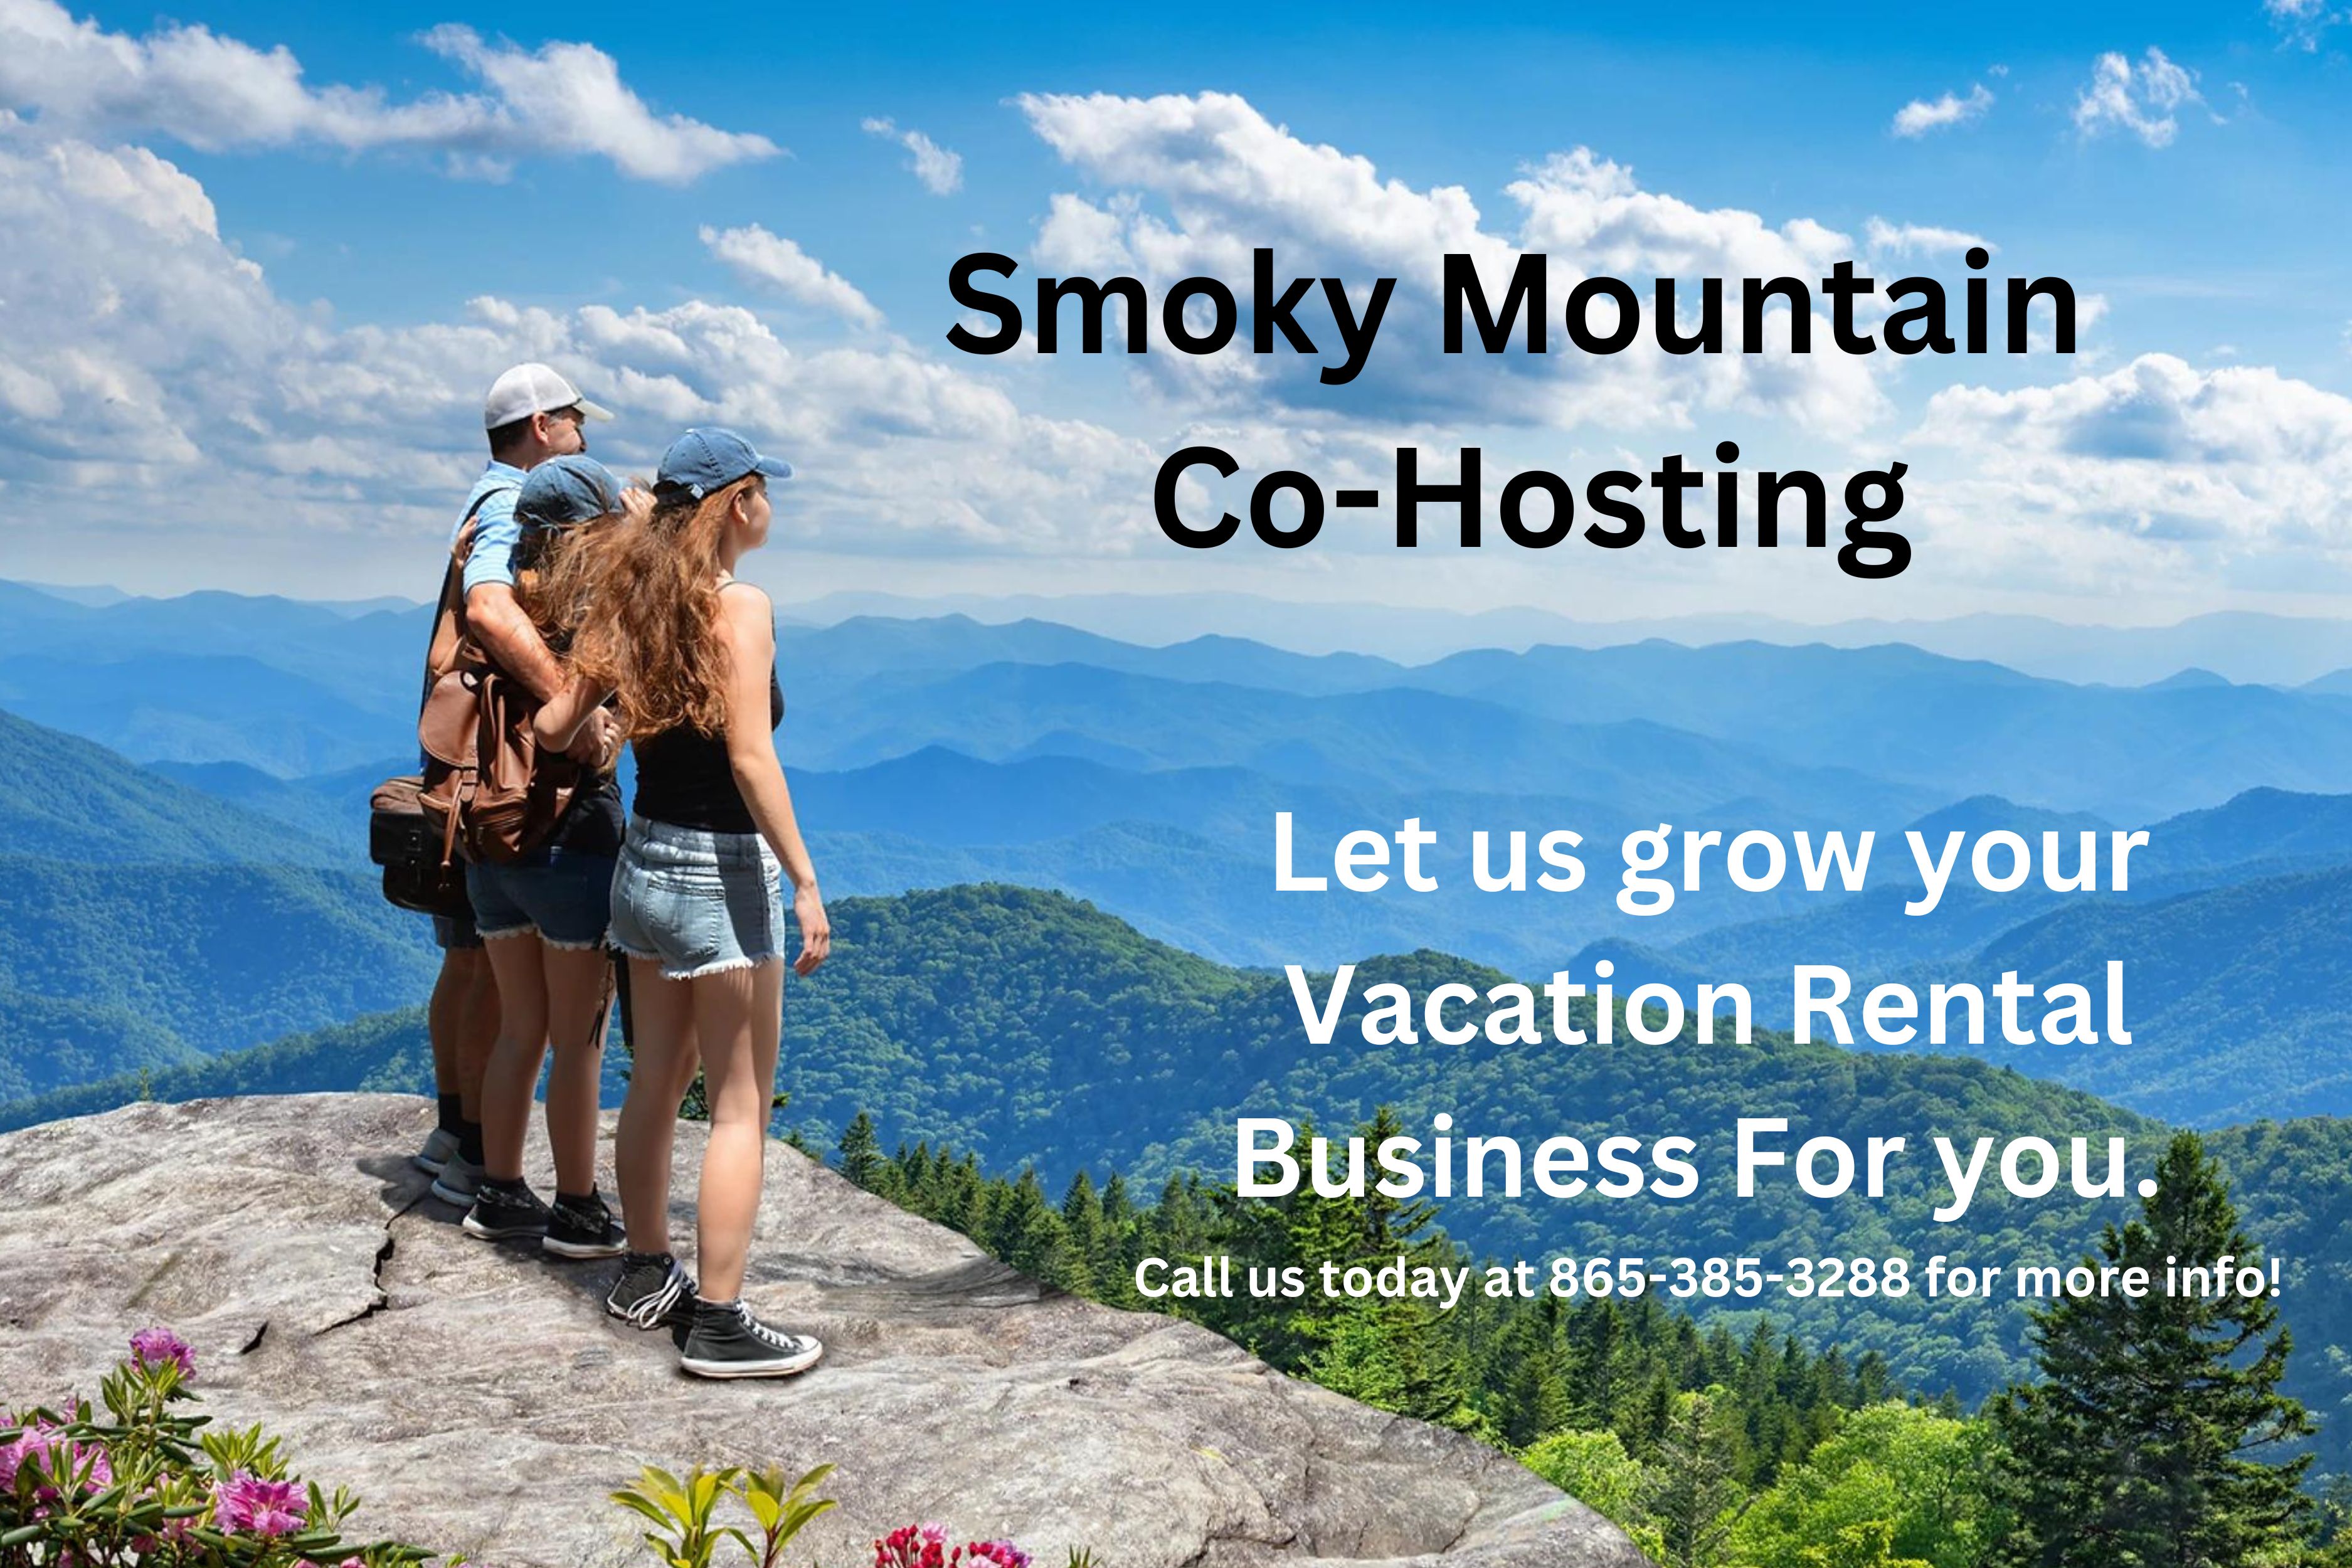 Smoky Mountain
Co-Hosting
Let us grow your
Vacation Rental
Business For you.
Call us today at 865-385-3288 for more info!